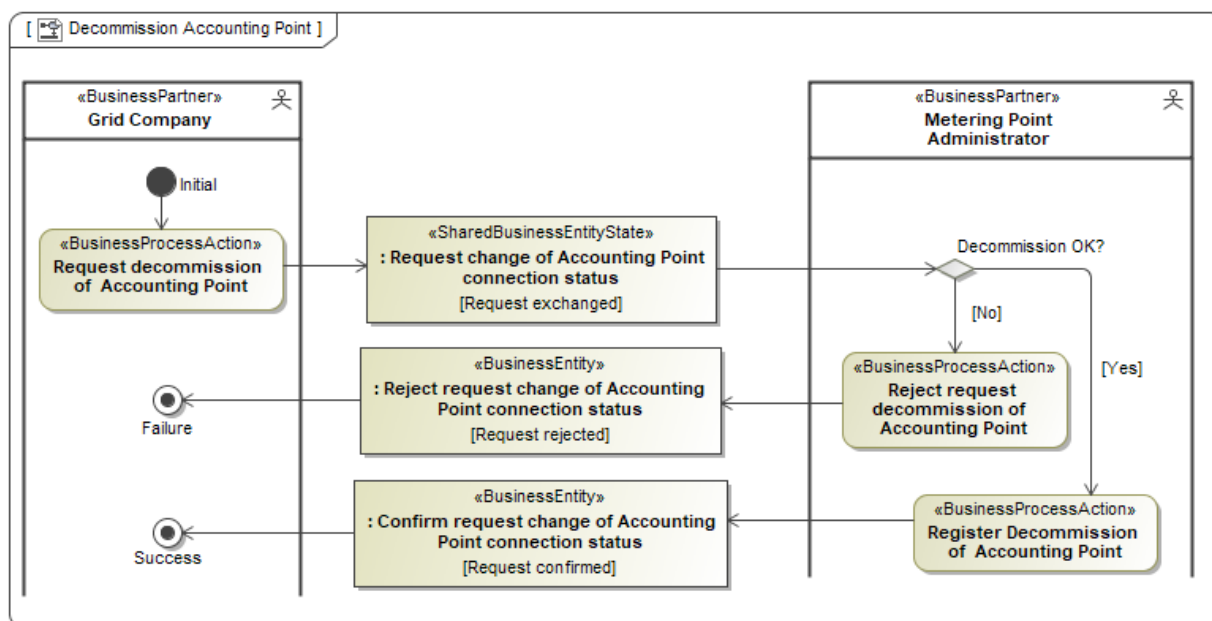 [ Decommission Accounting Point ]
«BusinessPartner»
Grid Company
«BusinessPartner»
Metering Point
Administrator
Initial
«BusinessProcessAction»
Request decommission
of Accounting Point
«SharedBusinessEntityState»
: Request change of Accounting Point
connection status
[Request exchanged]
Decommission OK?
[No]
[Yes]
«BusinessProcessAction»
Reject request
decommission of
Accounting Point
«BusinessEntity»
: Reject request change of Accounting
Point connection status
[Request rejected]
Failure
«BusinessProcessAction»
Register Decommission
of Accounting Point
«BusinessEntity»
: Confirm request change of Accounting
Point connection status
[Request confirmed]
Success